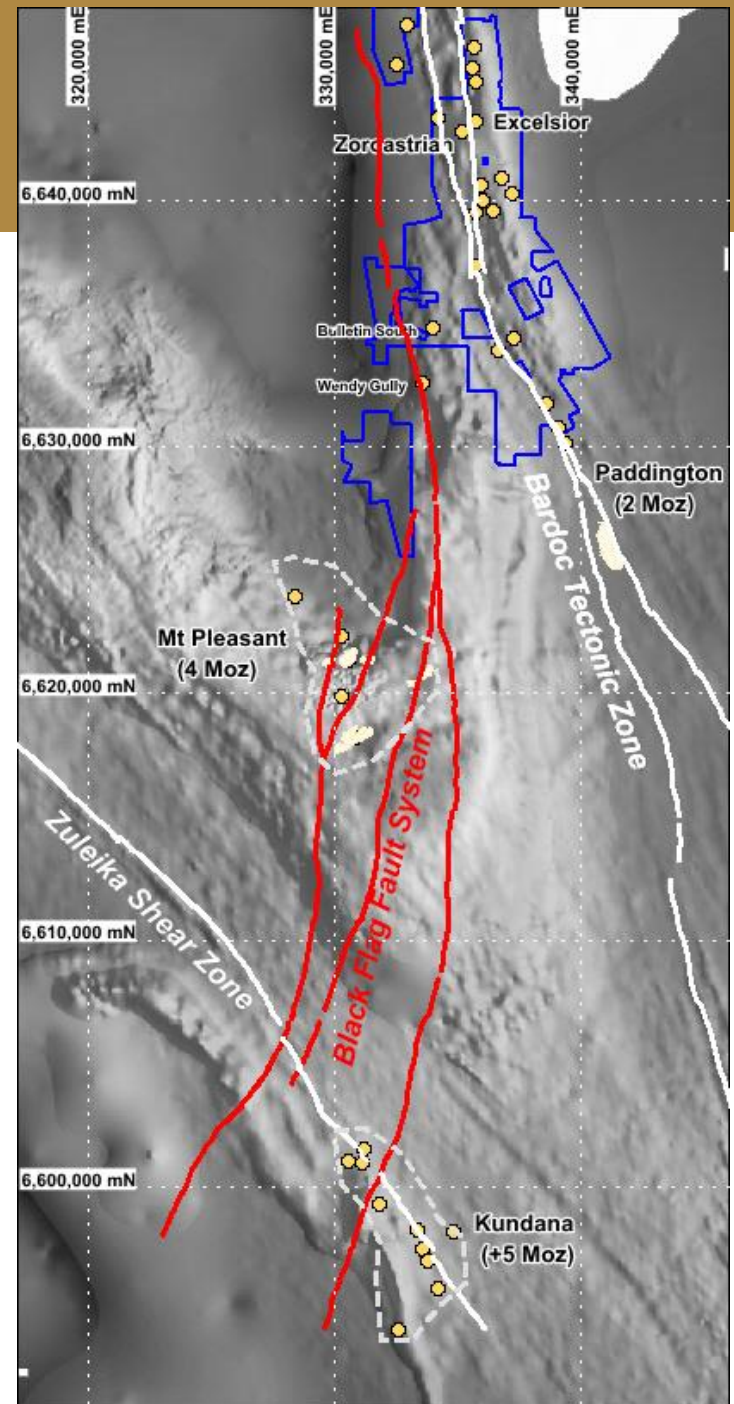 320,000 mE
330,000 mE
340,000 mE
Excelsior
Zoroastrian
6,640,000 mN
Bulletin South
Wendy Gully
6,630,000 mN
Paddington
(2 Moz)
Bardoc Tectonic Zone
Mt Pleasant
(4 Moz)
6,620,000 mN
Black Flag Fault System
Zuleika Shear Zone
6,610,000 mN
6,600,000 mN
Kundana
(+5 Moz)